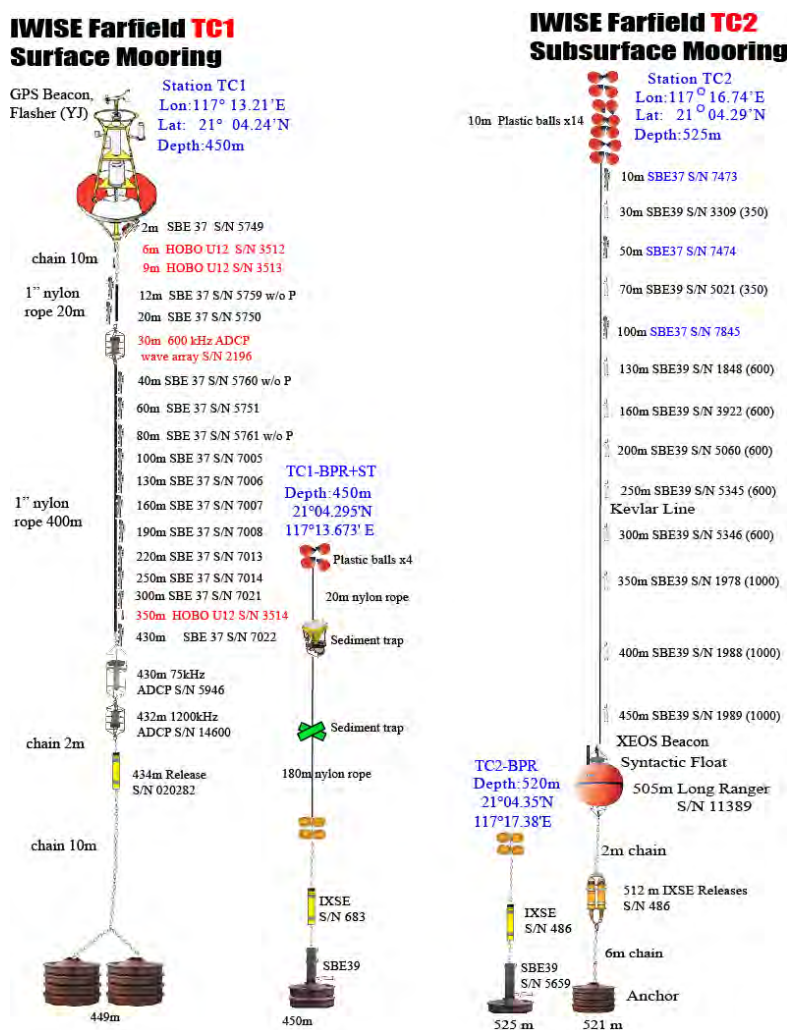 IWISE Farfield TC1
Surface Mooring
GPS Beacon,
Flasher (YJ)
Station TC1
Lon:117° 13.21'E
Lat: 21° 04.24'N
Depth:450m
2m SBE 37 S/N 5749
6m HOBO U12 S/N 3512
chain 10m
9m HOBO U12 S/N 3513
1" nylon
rope 20m
12m SBE 37 S/N 5759 w/o P
20m SBE 37 S/N 5750
30m 600 kHz ADCP
wave array S/N 2196
40m SBE 37 S/N 5760 w/o P
60m SBE 37 S/N 5751
80m SBE 37 S/N 5761 w/o P
100m SBE 37 S/N 7005
130m SBE 37 S/N 7006
1" nylon
rope 400m
160m SBE 37 S/N 7007
190m SBE 37 S/N 7008
220m SBE 37 S/N 7013
250m SBE 37 S/N 7014
300m SBE 37 S/N 7021
350m HOBO U12 S/N 3514
430m SBE 37 S/N 7022
430m 75kHz
ADCP S/N 5946
432m 1200kHz
ADCP S/N 14600
chain 2m
434m Release
S/N 020282
chain 10m
449m
TC1-BPR+ST
Depth:450m
21°04.295'N
117°13.673' E
Plastic balls x4
20m nylon rope
Sediment trap
Sediment trap
180m nylon rope
IXSE
S/N 683
SBE39
450m
IWISE Farfield TC2
Subsurface Mooring
Station TC2
Lon:117° 16.74'E
Lat: 21° 04.29'N
Depth:525m
10m Plastic balls x14
10m SBE37 S/N 7473
30m SBE39 S/N 3309 (350)
50m SBE37 S/N 7474
70m SBE39 S/N 5021 (350)
100m SBE37 S/N 7845
130m SBE39 S/N 1848 (600)
160m SBE39 S/N 3922 (600)
200m SBE39 S/N 5060 (600)
250m SBE39 S/N 5345 (600)
Kevlar Line
300m SBE39 S/N 5346 (600)
350m SBE39 S/N 1978 (1000)
400m SBE39 S/N 1988 (1000)
450m SBE39 S/N 1989 (1000)
XEOS Beacon
Syntactic Float
505m Long Ranger
S/N 11389
2m chain
512 m IXSE Releases
S/N 486
6m chain
Anchor
521 m
TC2-BPR
Depth:520m
21°04.35'N
117°17.38'E
IXSE
S/N 486
SBE39
S/N 5659
525 m